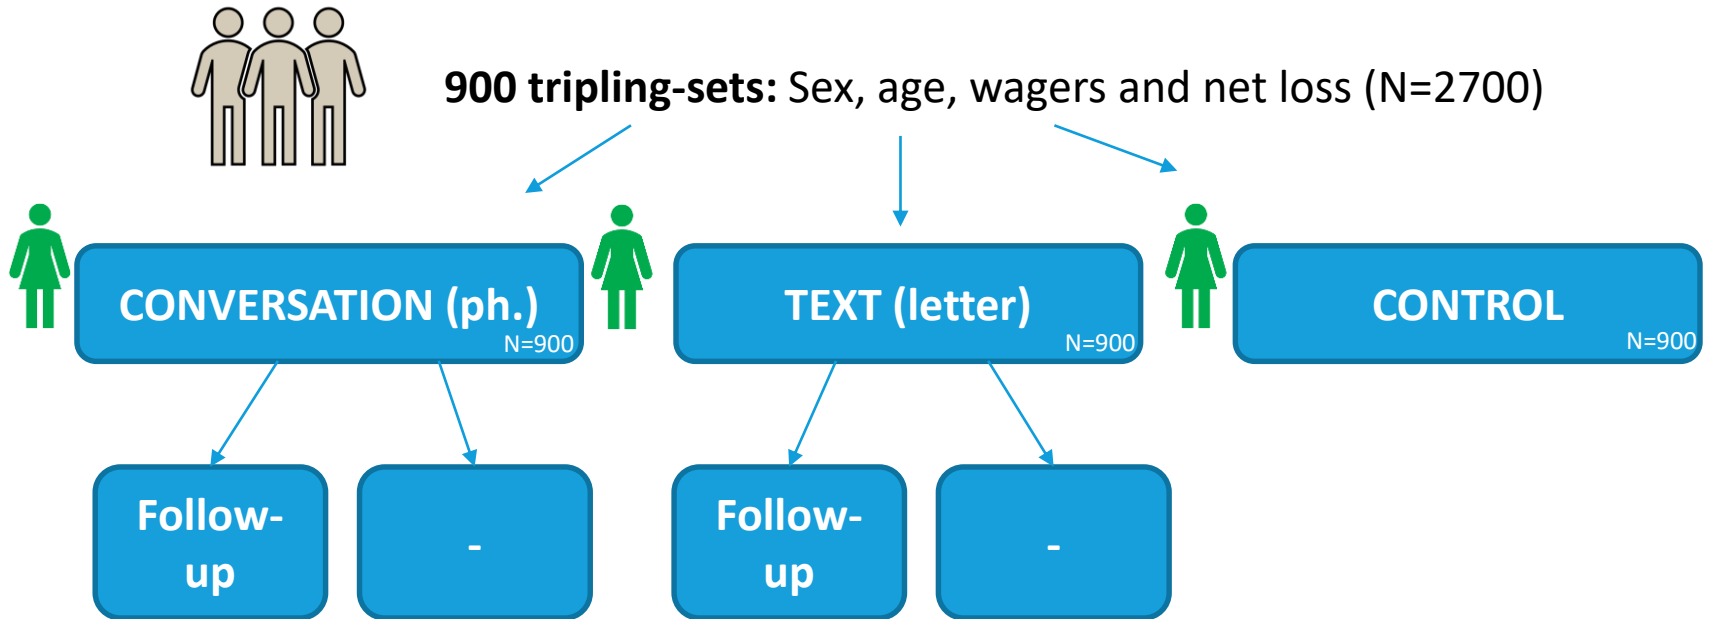 900 tripling-sets: Sex, age, wagers and net loss (N=2700)
CONVERSATION (ph.)
N=900
TEXT (letter)
N=900
CONTROL
N=900
Follow-
up
-
Follow-
up
-